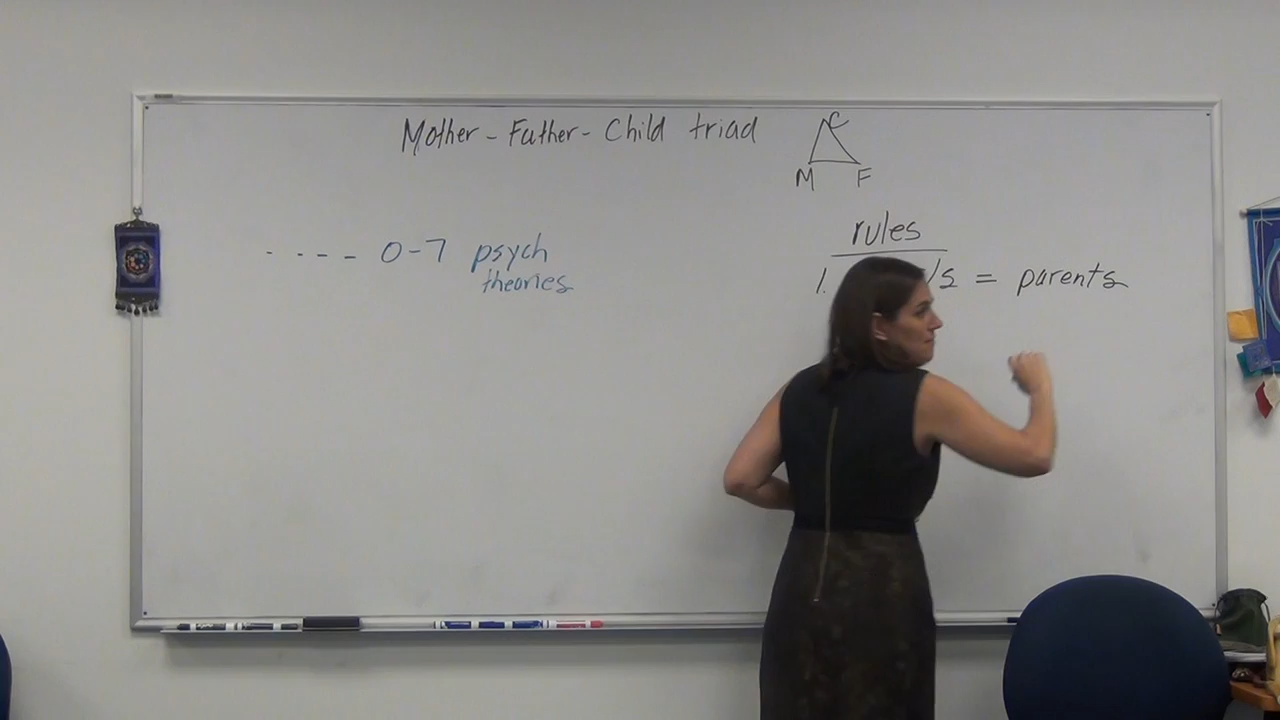 Mother - Father - Child triad
C
M F
rules
---- 0-7 psych
theories
1. = parents